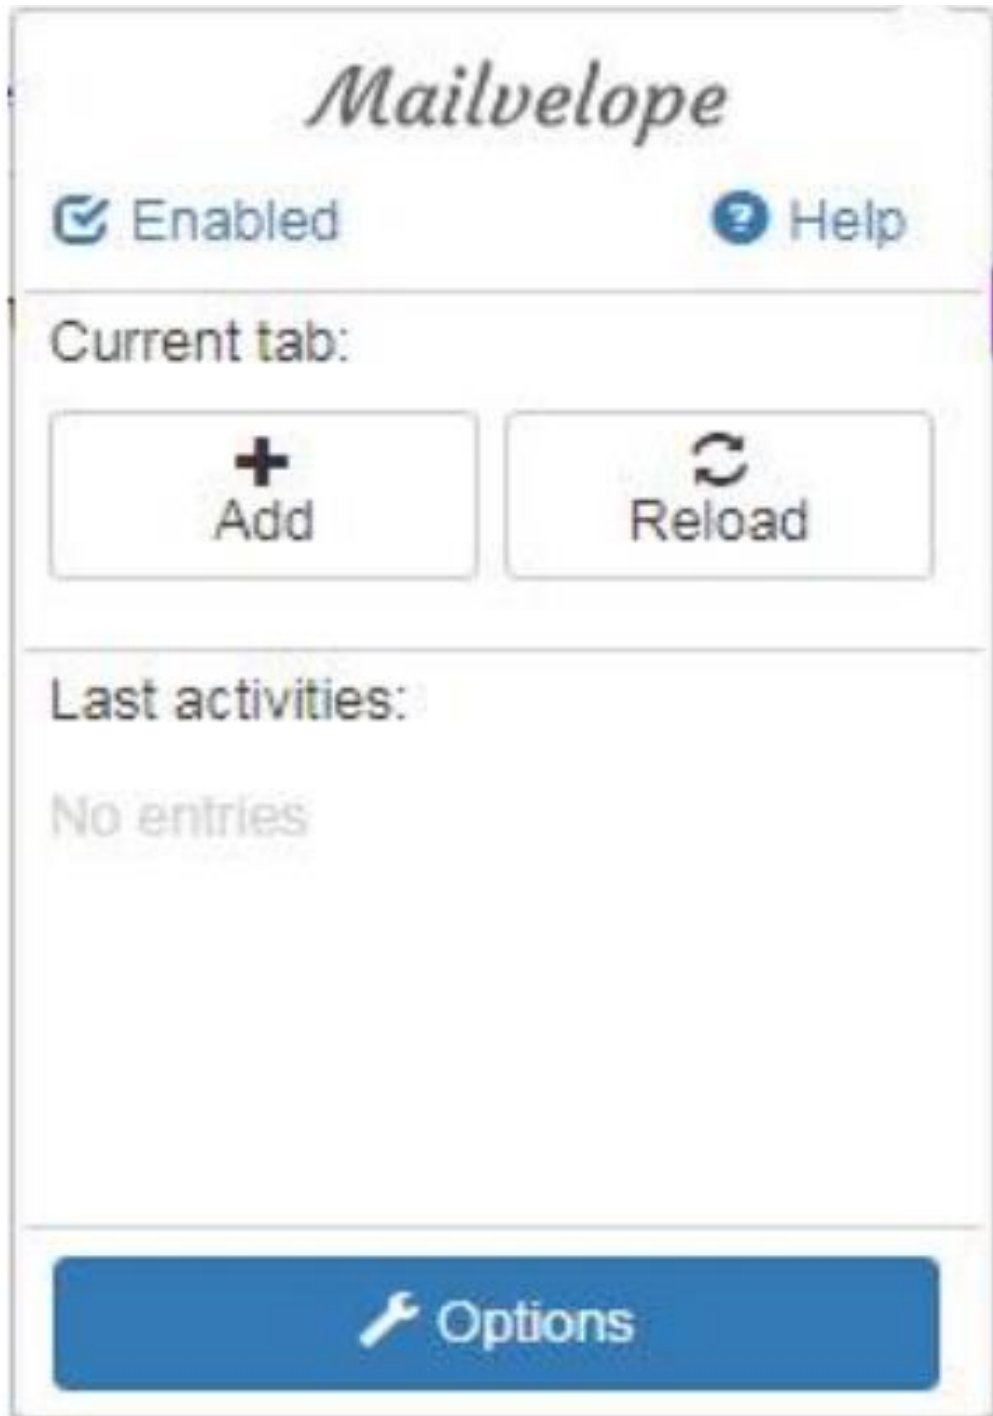 Mailvelope
Enabled Help
Current tab:
Add Reload
Last activities:
No entries
Options